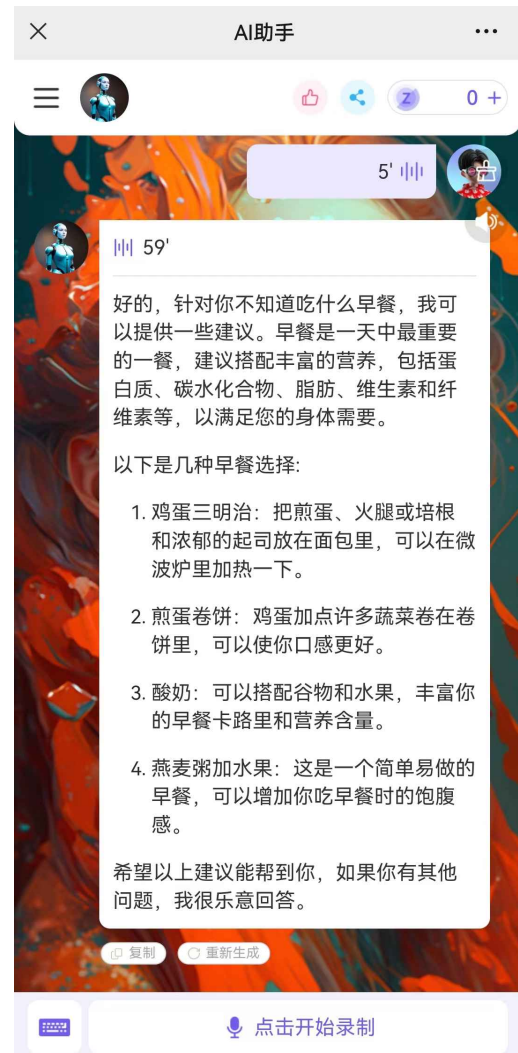 AI助手
Z 0 +
5'
59'
好的，针对你不知道吃什么早餐，我可
以提供一些建议。早餐是一天中最重要
的一餐，建议搭配丰富的营养，包括蛋
白质、碳水化合物、脂肪、维生素和纤
维素等，以满足您的身体需要。
以下是几种早餐选择:
1. 鸡蛋三明治：把煎蛋、火腿或培根
和浓郁的起司放在面包里，可以在微
波炉里加热一下。
2. 煎蛋卷饼：鸡蛋加点许多蔬菜卷在卷
饼里，可以使你口感更好。
3. 酸奶：可以搭配谷物和水果，丰富你
的早餐卡路里和营养含量。
4. 燕麦粥加水果：这是一个简单易做的
早餐，可以增加你吃早餐时的饱腹
感。
希望以上建议能帮到你，如果你有其他
问题，我很乐意回答。
复制 重新生成
点击开始录制